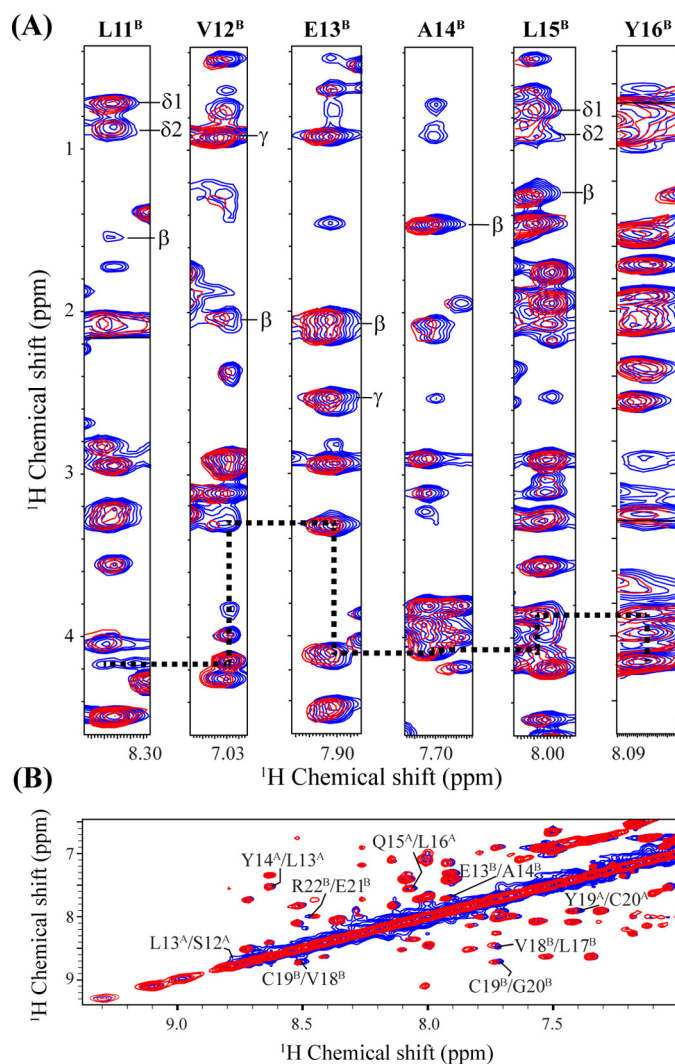 (A)
L11ᴮ V12ᴮ E13ᴮ A14ᴮ L15ᴮ Y16ᴮ
δ1 δ1
δ2 γ δ2
1
β
β β
2
β β
γ
3
4
¹H Chemical shift (ppm)
8.30 7.03 7.90 7.70 8.00 8.09
¹H Chemical shift (ppm)
(B)
Q15ᴬ/L16ᴬ
7
Y14ᴬ/L13ᴬ E13ᴮ/A14ᴮ
R22ᴮ/E21ᴮ Y19ᴬ/C20ᴬ
8
L13ᴬ/S12ᴬ V18ᴮ/L17ᴮ
C19ᴮ/V18ᴮ C19ᴮ/G20ᴮ
9
¹H Chemical shift (ppm)
9.0 8.5 8.0 7.5
¹H Chemical shift (ppm)